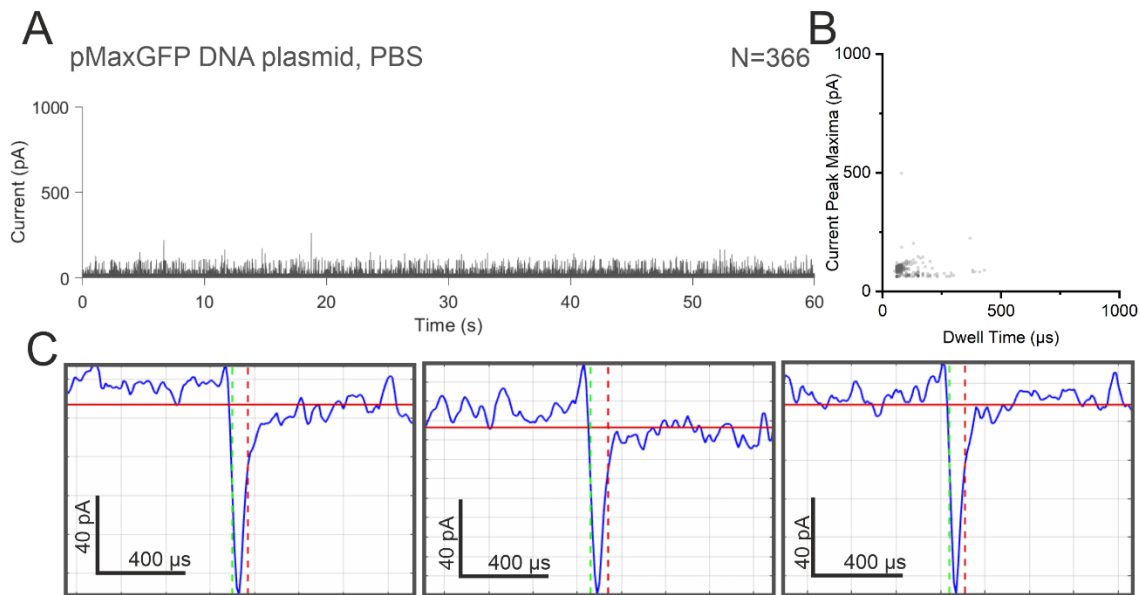 A
pMaxGFP DNA plasmid, PBS
N=366
1000
500
0
Current (pA)
0
10
20
30
40
50
60
Time (s)
B
1000
500
0
Current Peak Maxima (pA)
0
500
1000
Dwell Time (µs)
C
40 pA
400 µs
40 pA
400 µs
40 pA
400 µs